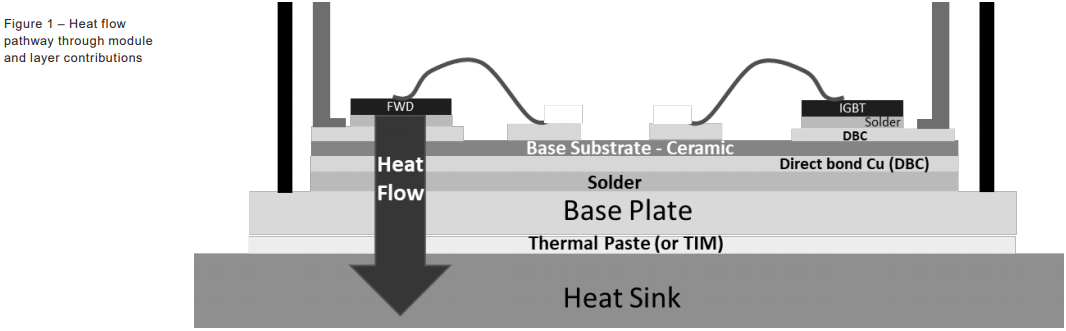 Figure 1 – Heat flow
pathway through module
and layer contributions
FWD
IGBT
Solder
DBC
Base Substrate - Ceramic
Heat
Flow
Direct bond Cu (DBC)
Solder
Base Plate
Thermal Paste (or TIM)
Heat Sink